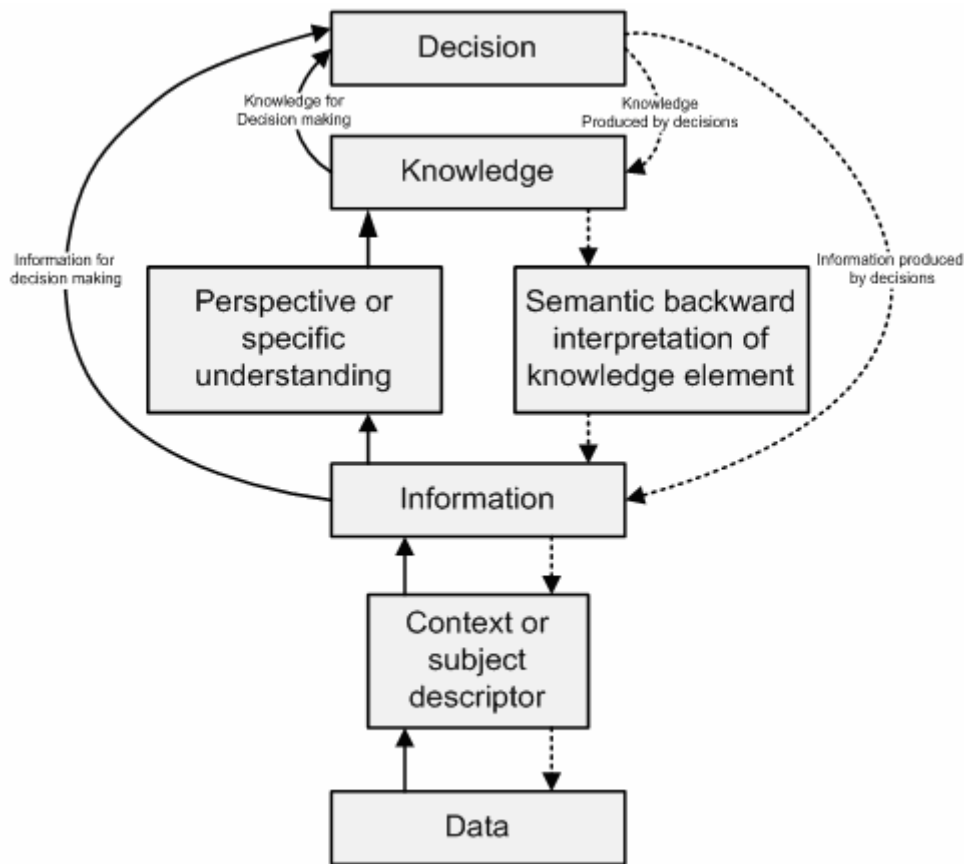 Decision
Knowledge for
Decision making
Knowledge
Produced by decisions
Knowledge
Information for
decision making
Information produced
by decisions
Perspective or
specific
understanding
Semantic backward
interpretation of
knowledge element
Information
Context or
subject
descriptor
Data